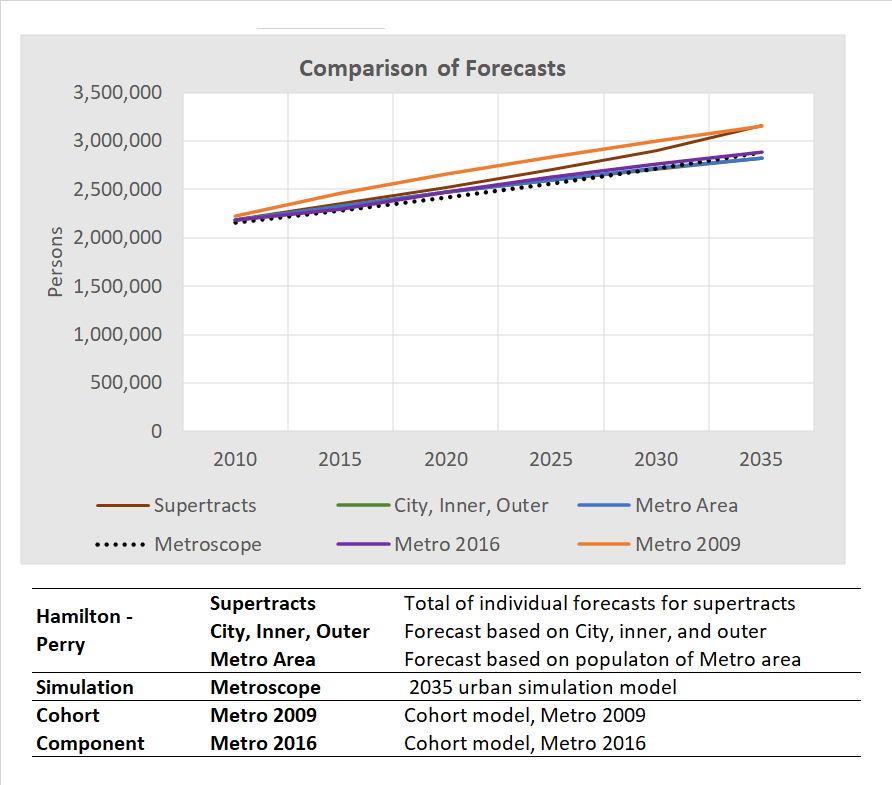 Comparison of Forecasts
3,500,000
3,000,000
2,500,000
2,000,000
1,500,000
1,000,000
500,000
0
Persons
2010 2015 2020 2025 2030 2035
Supertracts City, Inner, Outer Metro Area
Metroscope Metro 2016 Metro 2009
Hamilton - Perry
Supertracts Total of individual forecasts for supertracts
City, Inner, Outer Forecast based on City, inner, and outer
Metro Area Forecast based on populaton of Metro area
Simulation Metroscope 2035 urban simulation model
Cohort Metro 2009 Cohort model, Metro 2009
Component Metro 2016 Cohort model, Metro 2016